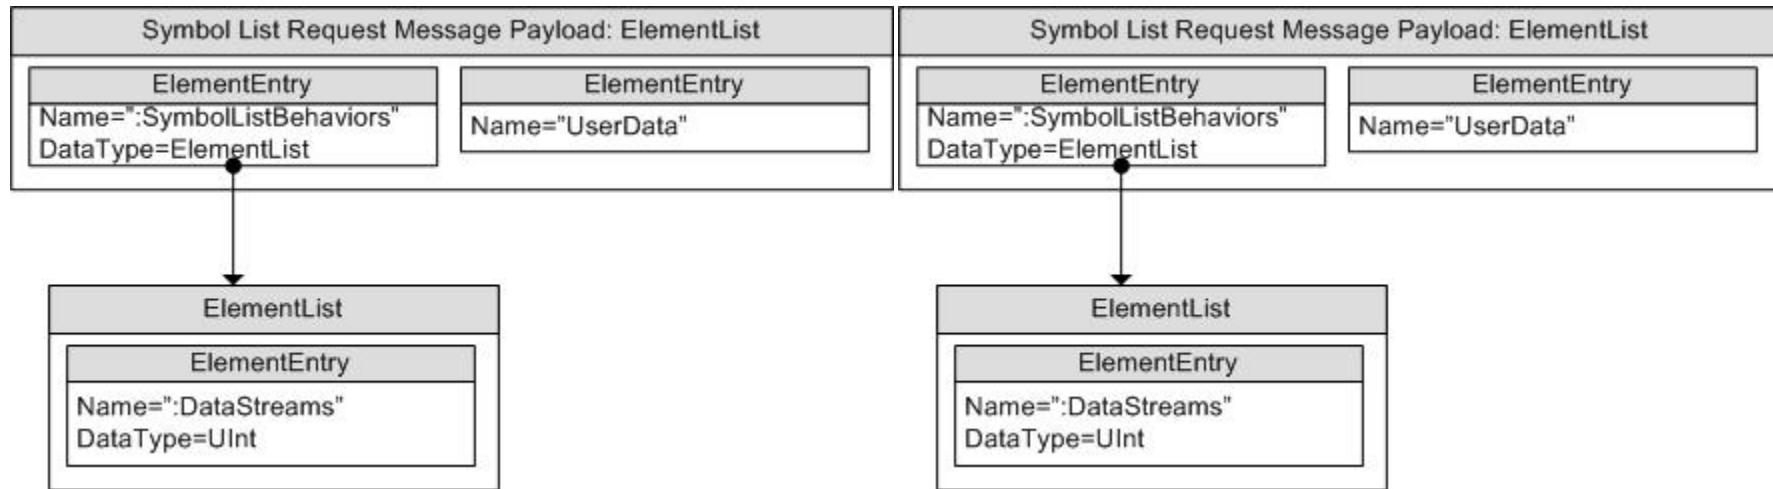 Symbol List Request Message Payload: ElementList
ElementEntry
Name=":SymbolListBehaviors"
DataType=ElementList
ElementEntry
Name="UserData"
ElementList
ElementEntry
Name=":DataStreams"
DataType=UInt
Symbol List Request Message Payload: ElementList
ElementEntry
Name=":SymbolListBehaviors"
DataType=ElementList
ElementEntry
Name="UserData"
ElementList
ElementEntry
Name=":DataStreams"
DataType=UInt